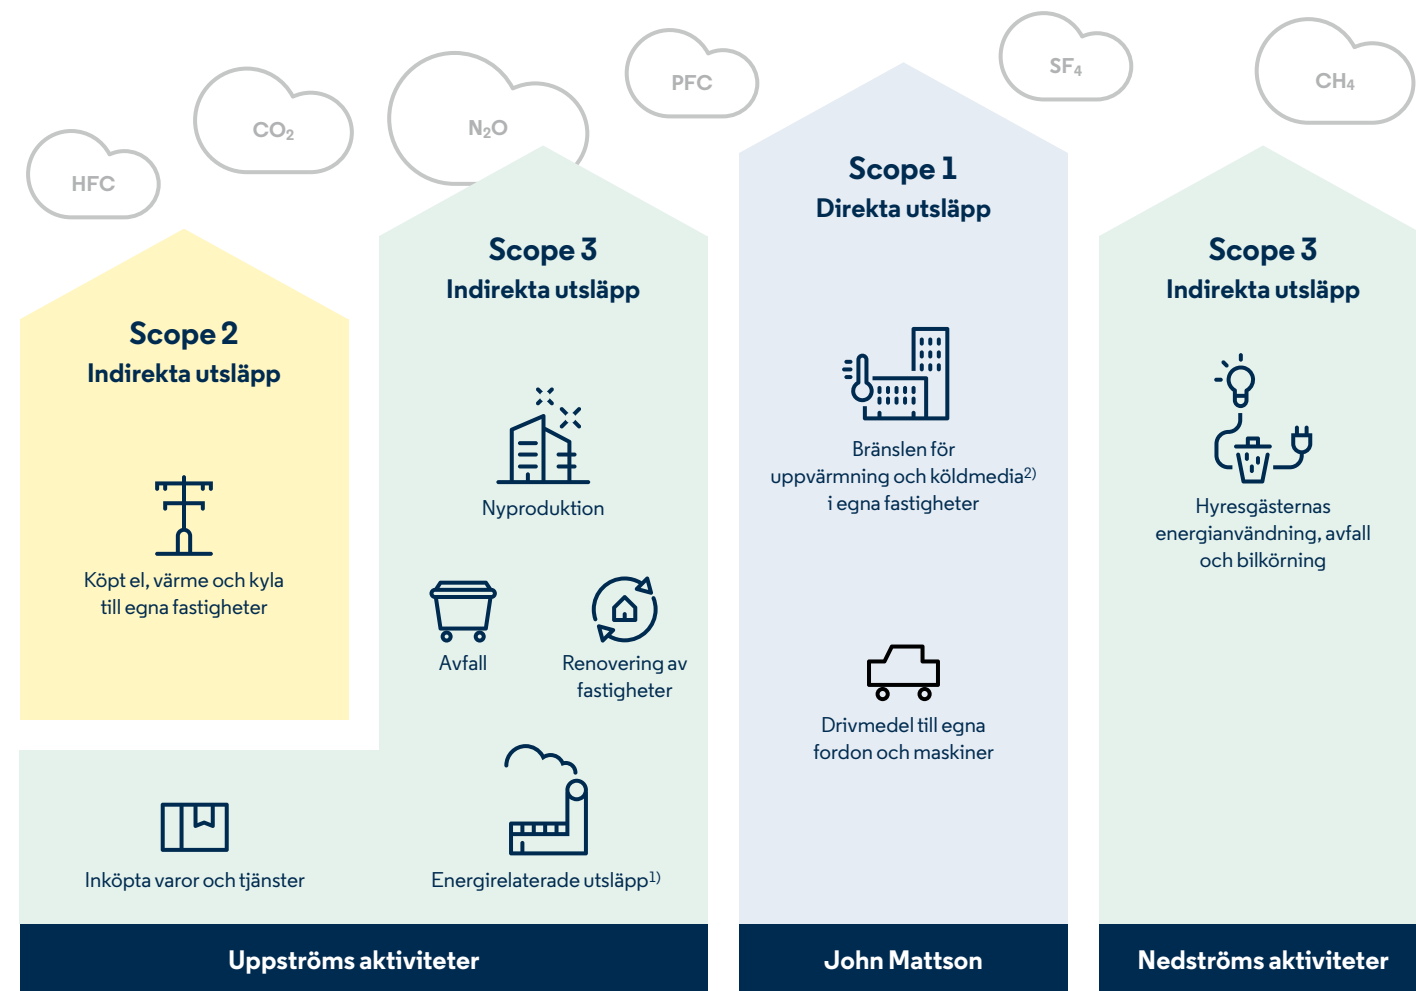 HFC
CO₂
N₂O
PFC
SF₄
CH₄
Scope 2
Indirekta utsläpp
Köpt el, värme och kyla
till egna fastigheter
Scope 3
Indirekta utsläpp
Nyproduktion
Avfall
Renovering av
fastigheter
Inköpta varor och tjänster
Energirelaterade utsläpp¹⁾
Uppströms aktiviteter
Scope 1
Direkta utsläpp
Bränslen för
uppvärmning och köldmedia²⁾
i egna fastigheter
Drivmedel till egna
fordon och maskiner
John Mattson
Scope 3
Indirekta utsläpp
Hyresgästernas
energianvändning, avfall
och bilkörning
Nedströms aktiviteter